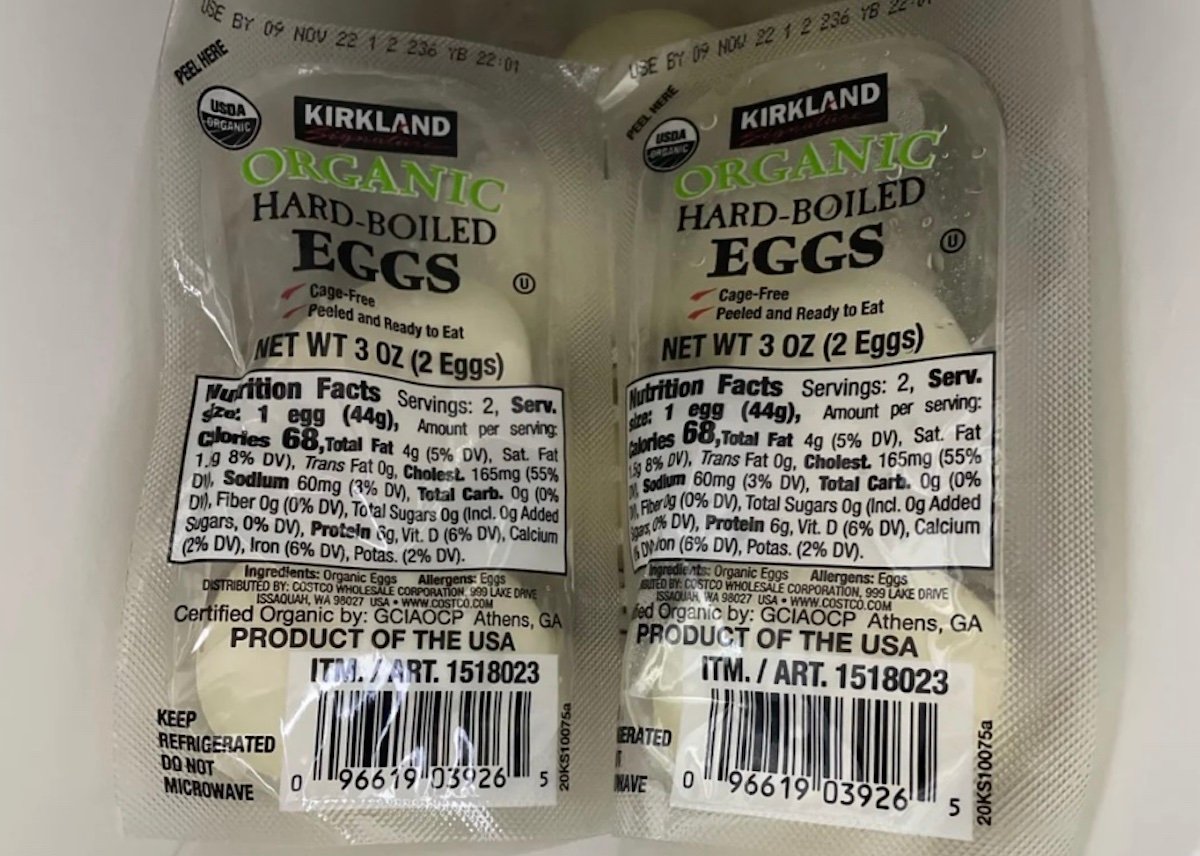 USE BY 09 NOV 22 1 2 236 YB 22:01
PEEL HERE
USDA
ORGANIC
KIRKLAND
Signature
ORGANIC
HARD-BOILED
EGGS
U
Cage-Free
Peeled and Ready to Eat
NET WT 3 OZ (2 Eggs)
Nutrition Facts Servings: 2, Serv.
size: 1 egg (44g), Amount per serving:
Calories 68, Total Fat 4g (5% DV), Sat. Fat
8% DV), Trans Fat 0g, Cholest. 165mg (55%
Sodium 60mg (3% DV), Total Carb. 0g (0%
Fiber 0g (0% DV), Total Sugars 0g (Incl. 0g Added
Sugars, 0% DV), Protein 6g, Vit. D (6% DV), Calcium
(2% DV), Iron (6% DV), Potas. (2% DV).
Ingredients: Organic Eggs Allergens: Eggs
DISTRIBUTED BY: COSTCO WHOLESALE CORPORATION, 999 LAKE DRIVE
ISSAQUAH, WA 98027 USA • WWW.COSTCO.COM
Certified Organic by: GCIAOCP Athens, GA
PRODUCT OF THE USA
ITM. / ART. 1518023
KEEP
REFRIGERATED
DO NOT
MICROWAVE
0 96619 03926 5
20KS10075a
USE BY 09 NOV 22 1 2 236 YB
PEEL HERE
USDA
ORGANIC
KIRKLAND
Signature
ORGANIC
HARD-BOILED
EGGS
U
Cage-Free
Peeled and Ready to Eat
NET WT 3 OZ (2 Eggs)
Nutrition Facts Servings: 2, Serv.
size: 1 egg (44g), Amount per serving:
Calories 68, Total Fat 4g (5% DV), Sat. Fat
8% DV), Trans Fat 0g, Cholest. 165mg (55%
Sodium 60mg (3% DV), Total Carb. 0g (0%
Fiber 0g (0% DV), Total Sugars 0g (Incl. 0g Added
Sugars, 0% DV), Protein 6g, Vit. D (6% DV), Calcium
Iron (6% DV), Potas. (2% DV).
Ingredients: Organic Eggs Allergens: Eggs
BY: COSTCO WHOLESALE CORPORATION, 999 LAKE DRIVE
ISSAQUAH, WA 98027 USA • WWW.COSTCO.COM
Organic by: GCIAOCP Athens, GA
PRODUCT OF THE USA
ITM. / ART. 1518023
ERATED
WAVE
0 96619 03926 5
20KS10075a